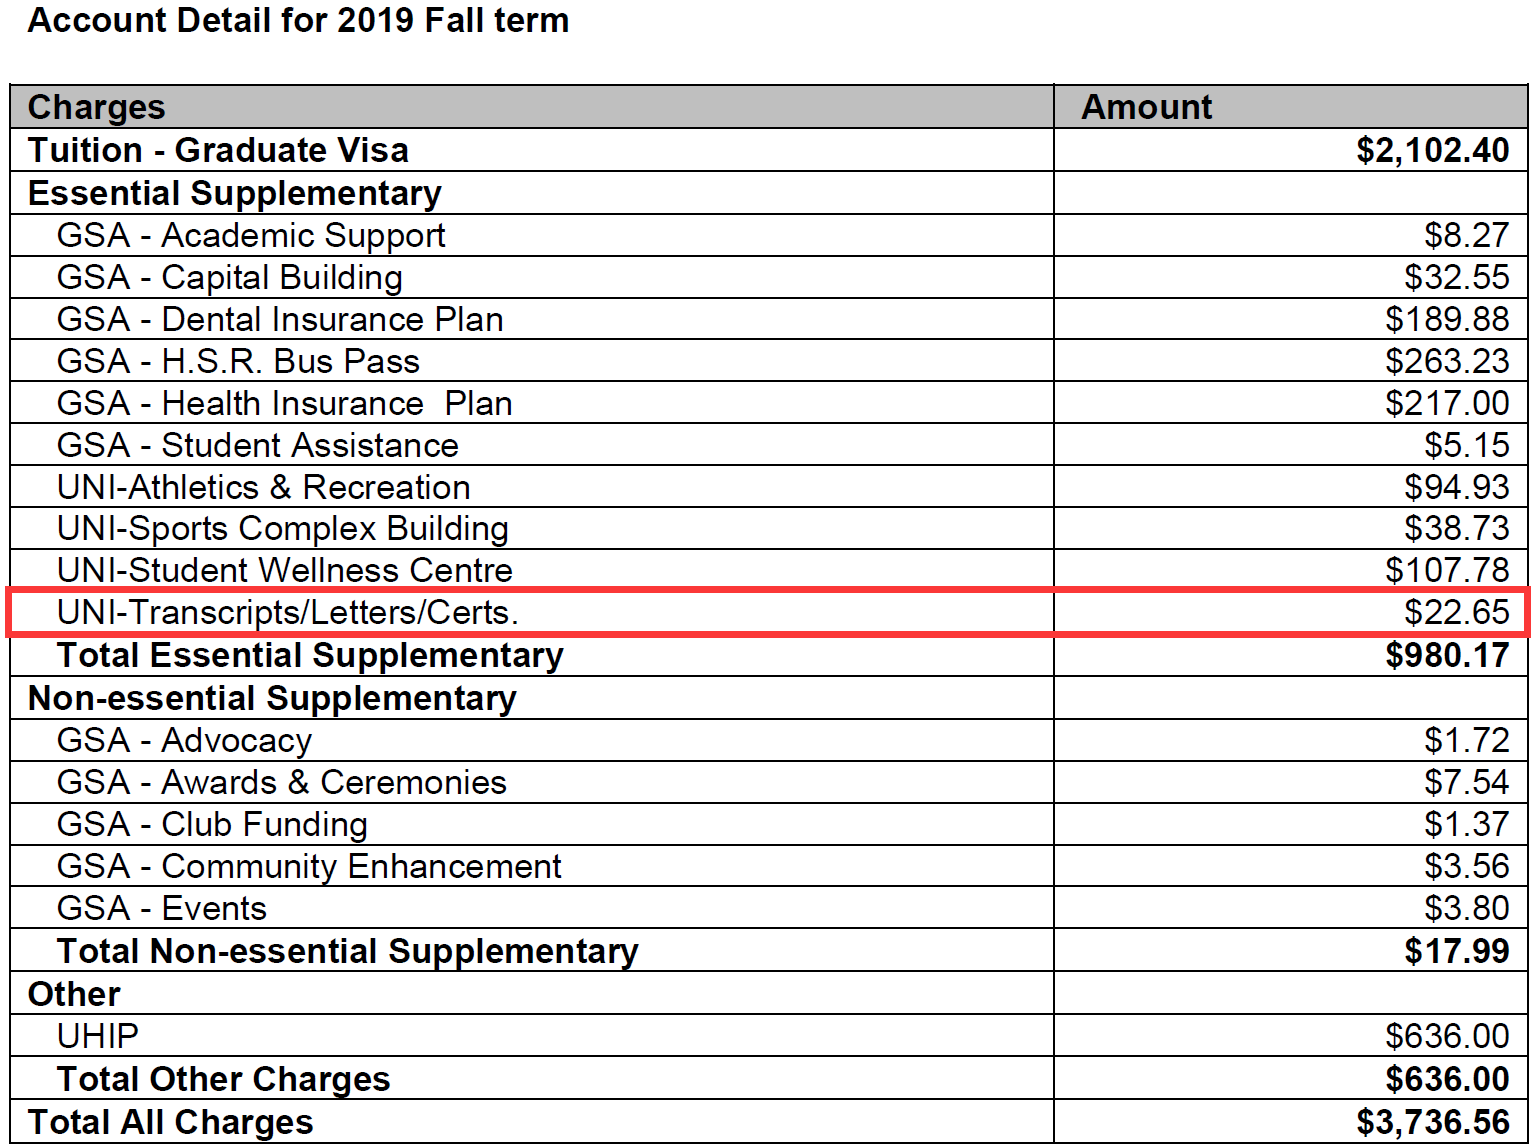 Account Detail for 2019 Fall term
Charges Amount
Tuition - Graduate Visa $2,102.40
Essential Supplementary
GSA - Academic Support $8.27
GSA - Capital Building $32.55
GSA - Dental Insurance Plan $189.88
GSA - H.S.R. Bus Pass $263.23
GSA - Health Insurance  Plan $217.00
GSA - Student Assistance $5.15
UNI-Athletics & Recreation $94.93
UNI-Sports Complex Building $38.73
UNI-Student Wellness Centre $107.78
UNI-Transcripts/Letters/Certs. $22.65
Total Essential Supplementary $980.17
Non-essential Supplementary
GSA - Advocacy $1.72
GSA - Awards & Ceremonies $7.54
GSA - Club Funding $1.37
GSA - Community Enhancement $3.56
GSA - Events $3.80
Total Non-essential Supplementary $17.99
Other
UHIP $636.00
Total Other Charges $636.00
Total All Charges $3,736.56